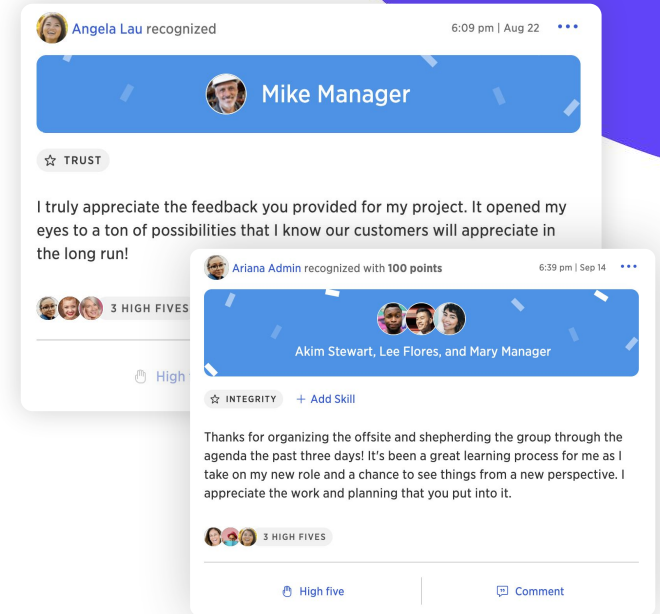 Angela Lau recognized
6:09 pm | Aug 22
Mike Manager
TRUST
I truly appreciate the feedback you provided for my project. It opened my
eyes to a ton of possibilities that I know our customers will appreciate in
the long run!
3 HIGH FIVES
High
Ariana Admin recognized with 100 points
6:39 pm | Sep 14
Akim Stewart, Lee Flores, and Mary Manager
INTEGRITY
+ Add Skill
Thanks for organizing the offsite and shepherding the group through the
agenda the past three days! It's been a great learning process for me as I
take on my new role and a chance to see things from a new perspective. I
appreciate the work and planning that you put into it.
3 HIGH FIVES
High five
Comment